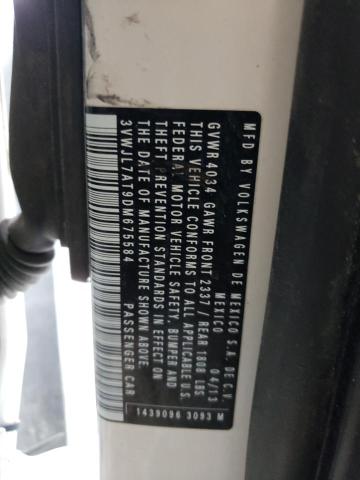 MFD BY VOLKSWAGEN DE MEXICO S.A. DE C.V.
MEXICO 04/13
GVWR 4034 GAWR FRONT 2337 / REAR 1808 LBS
THIS VEHICLE CONFORMS TO ALL APPLICABLE U.S.
FEDERAL MOTOR VEHICLE SAFETY, BUMPER AND
THEFT PREVENTION STANDARDS IN EFFECT ON
THE DATE OF MANUFACTURE SHOWN ABOVE.
3VWJL7AT9DM675584 PASSENGER CAR
1439096 3093 M